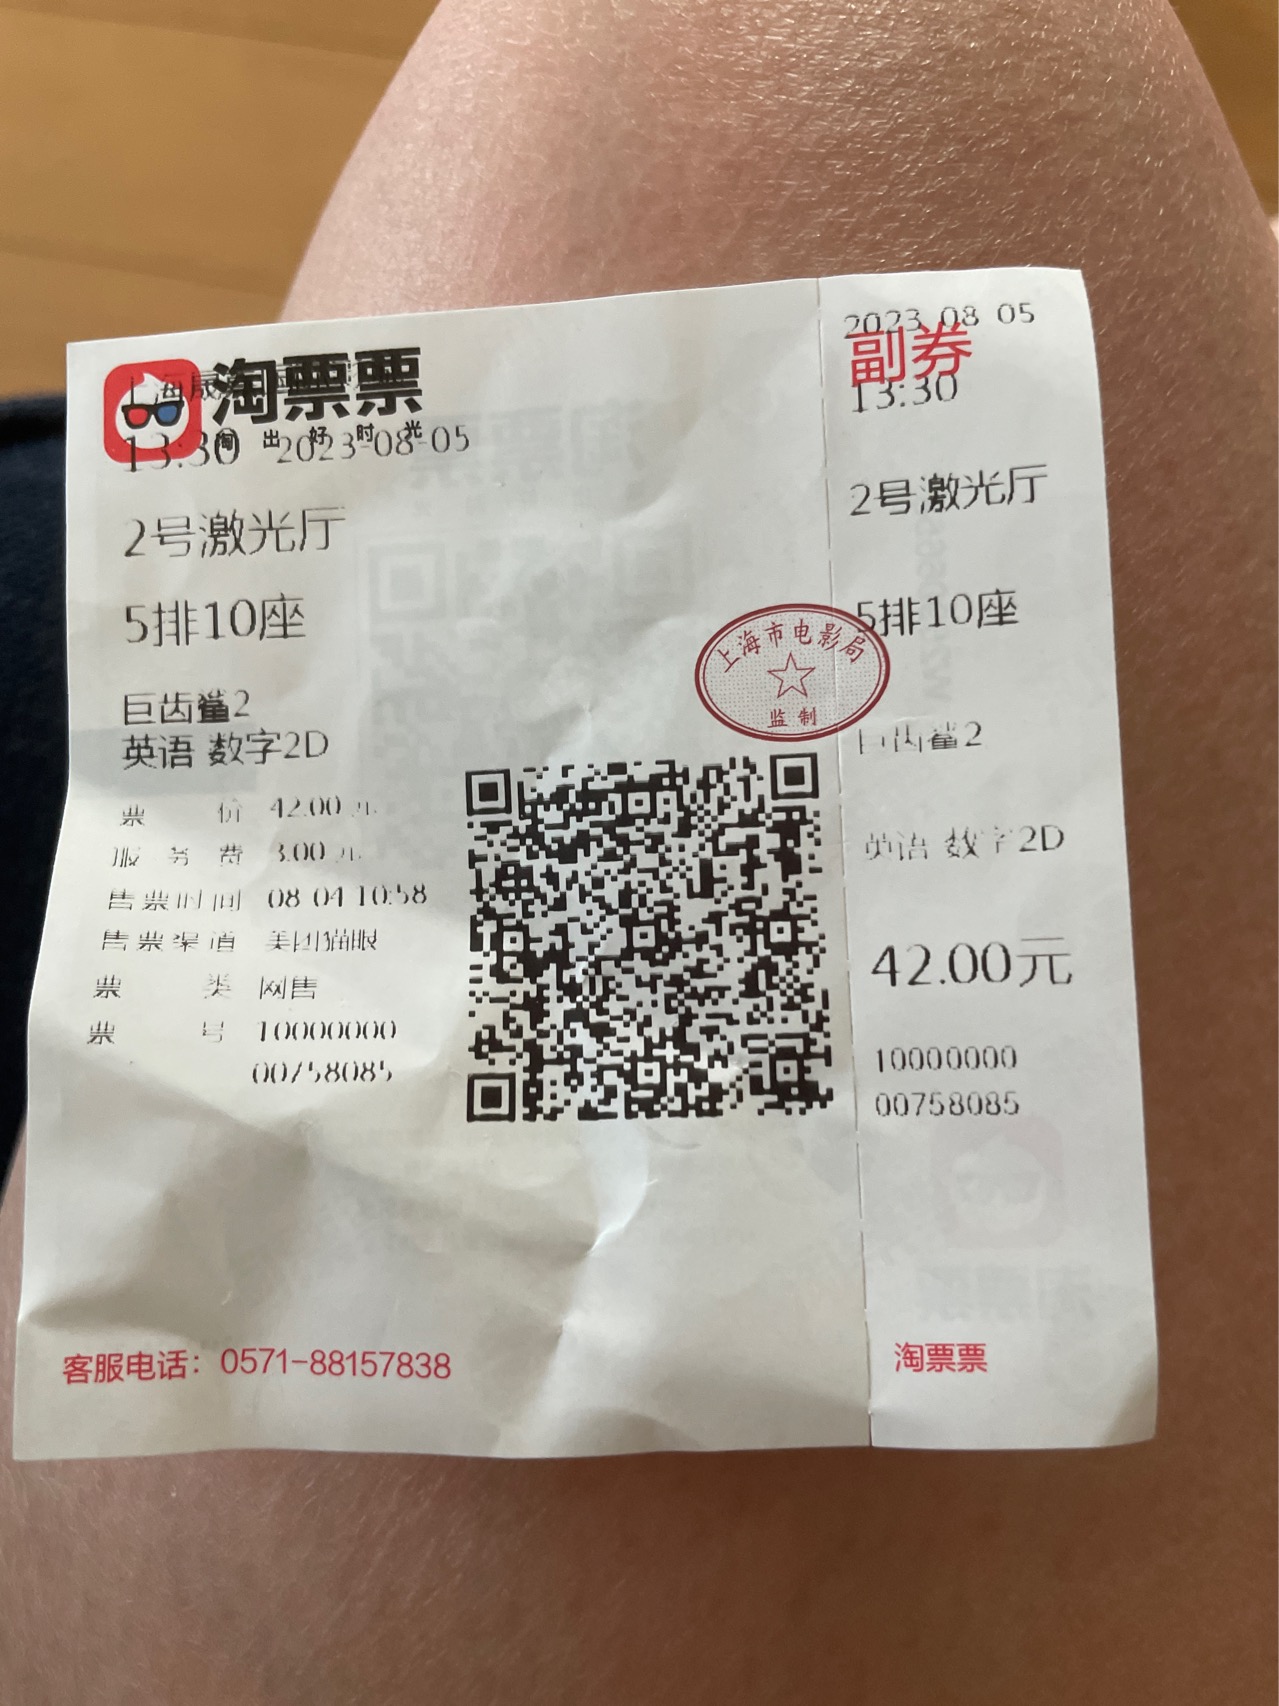 淘票票
淘出好时光
13:30 2023-08-05
2号激光厅
5排10座
巨齿鲨2
英语 数字2D
票价 42.00元
服务费 3.00元
售票时间 08-04 10:58
售票渠道 美团猫眼
票类 网售
票号 10000000
00758085
客服电话：0571-88157838
上海市电影局
监制
2023-08-05
副券
13:30
2号激光厅
5排10座
巨齿鲨2
英语 数字2D
42.00元
10000000
00758085
淘票票